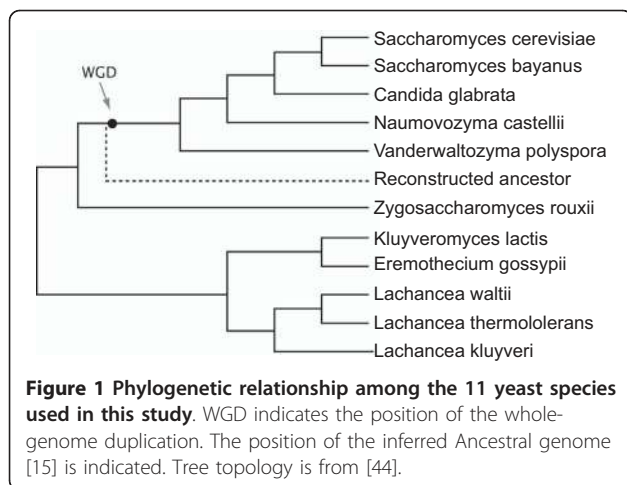 WGD
Saccharomyces cerevisiae
Saccharomyces bayanus
Candida glabrata
Naumovozyma castellii
Vanderwaltozyma polyspora
Reconstructed ancestor
Zygosaccharomyces rouxii
Kluyveromyces lactis
Eremothecium gossypii
Lachancea waltii
Lachancea thermololerans
Lachancea kluyveri
Figure 1 Phylogenetic relationship among the 11 yeast species
used in this study. WGD indicates the position of the whole-
genome duplication. The position of the inferred Ancestral genome
[15] is indicated. Tree topology is from [44].